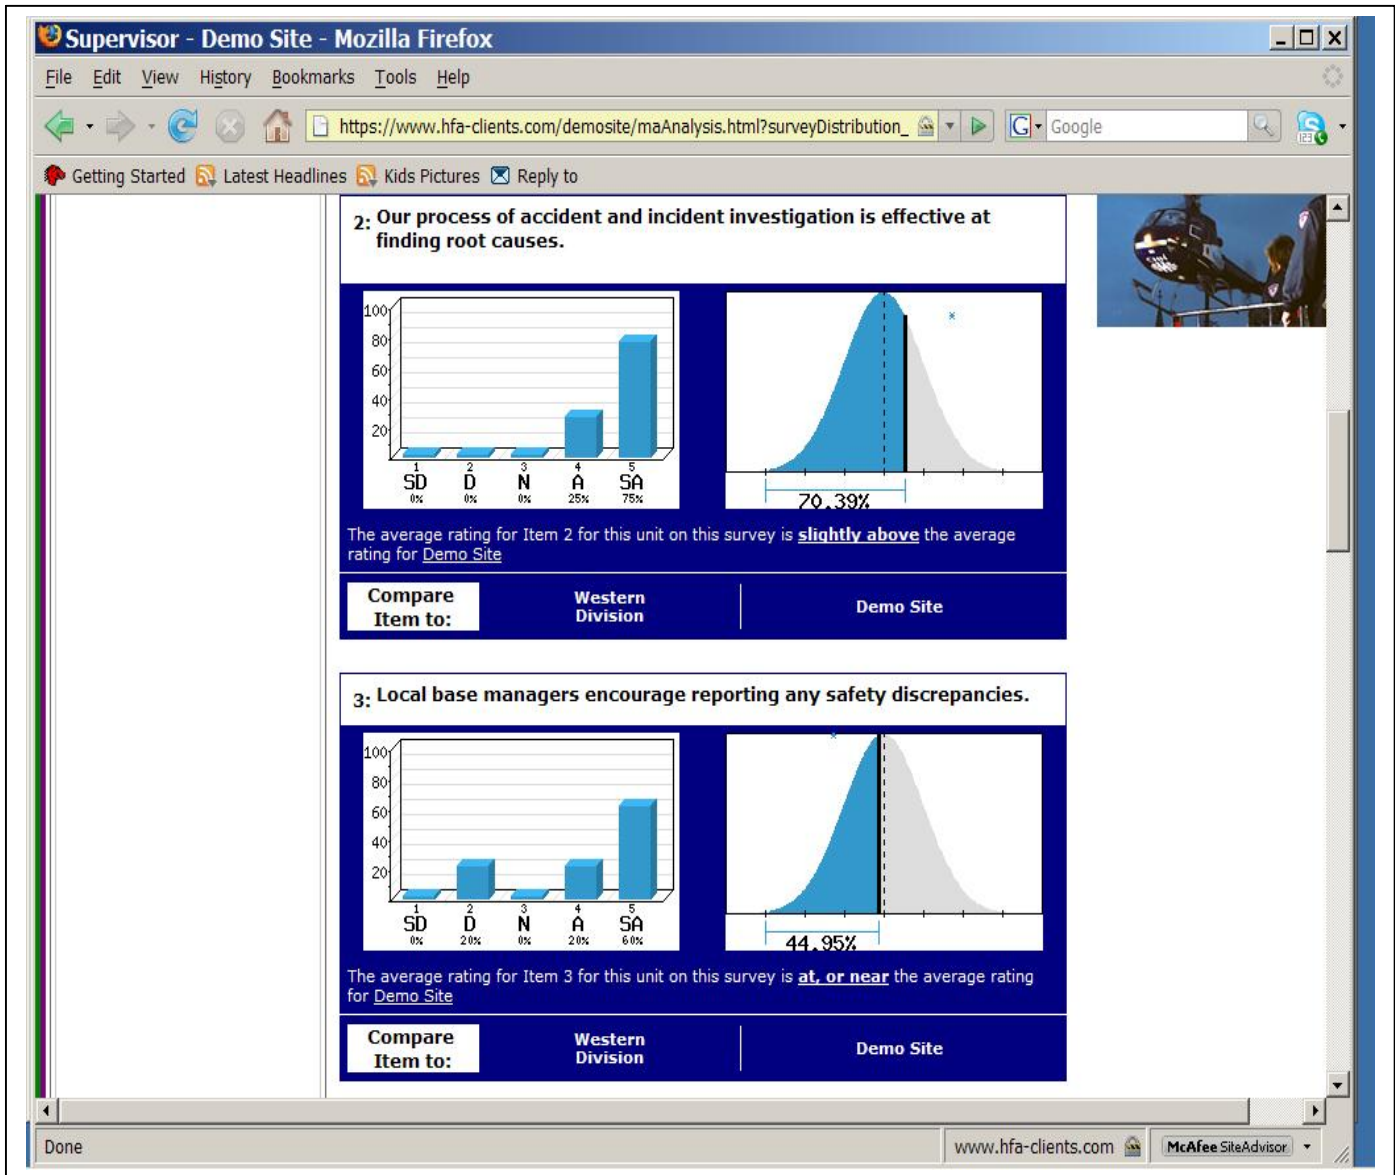 Supervisor - Demo Site - Mozilla Firefox
File Edit View History Bookmarks Tools Help
https://www.hfa-clients.com/demosite/maAnalysis.html?surveyDistribution_
G Google
Getting Started Latest Headlines Kids Pictures Reply to
2: Our process of accident and incident investigation is effective at
finding root causes.
100
80
60
40
20
1 2 3 4 5
SD D N A SA
0% 0% 0% 25% 75%
70.39%
The average rating for Item 2 for this unit on this survey is slightly above the average
rating for Demo Site
Compare
Item to:
Western
Division
Demo Site
3: Local base managers encourage reporting any safety discrepancies.
100
80
60
40
20
1 2 3 4 5
SD D N A SA
0% 20% 0% 20% 60%
44.95%
The average rating for Item 3 for this unit on this survey is at, or near the average rating
for Demo Site
Compare
Item to:
Western
Division
Demo Site
Done
www.hfa-clients.com
McAfee SiteAdvisor